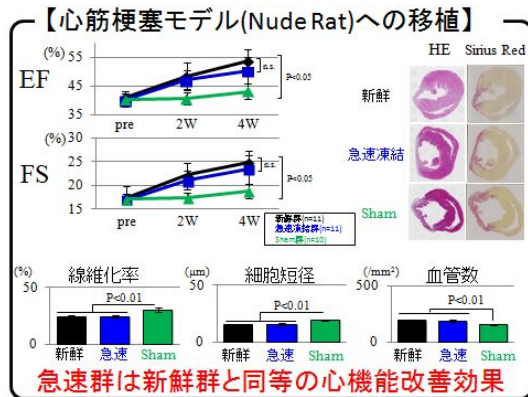 【心筋梗塞モデル(Nude Rat)への移植】
HE Sirius Red
(%)
EF
55
45
35
n.s.
P<0.05
pre 2W 4W
新鮮
急速凍結
Sham
(%)
FS
30
25
20
15
n.s.
P<0.05
pre 2W 4W
新鮮群(n=11)
急速凍結群(n=11)
Sham群(n=10)
(%) 線維化率
50
0
P<0.01
新鮮 急速 Sham
(μm) 細胞短径
50
0
P<0.01
新鮮 急速 Sham
(/mm²) 血管数
500
0
P<0.01
新鮮 急速 Sham
急速群は新鮮群と同等の心機能改善効果